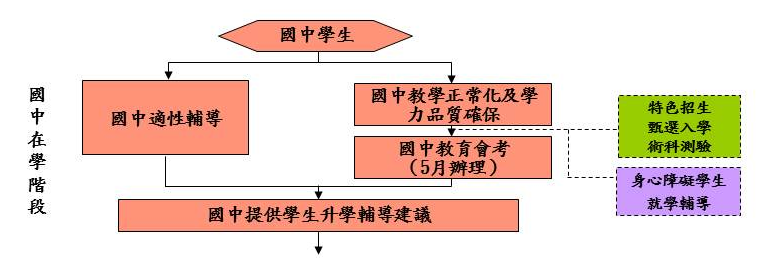 國中學生
國中在學階段
國中適性輔導
國中教學正常化及學
力品質確保
國中教育會考
(5月辦理)
特色招生
甄選入學
術科測驗
身心障礙學生
就學輔導
國中提供學生升學輔導建議